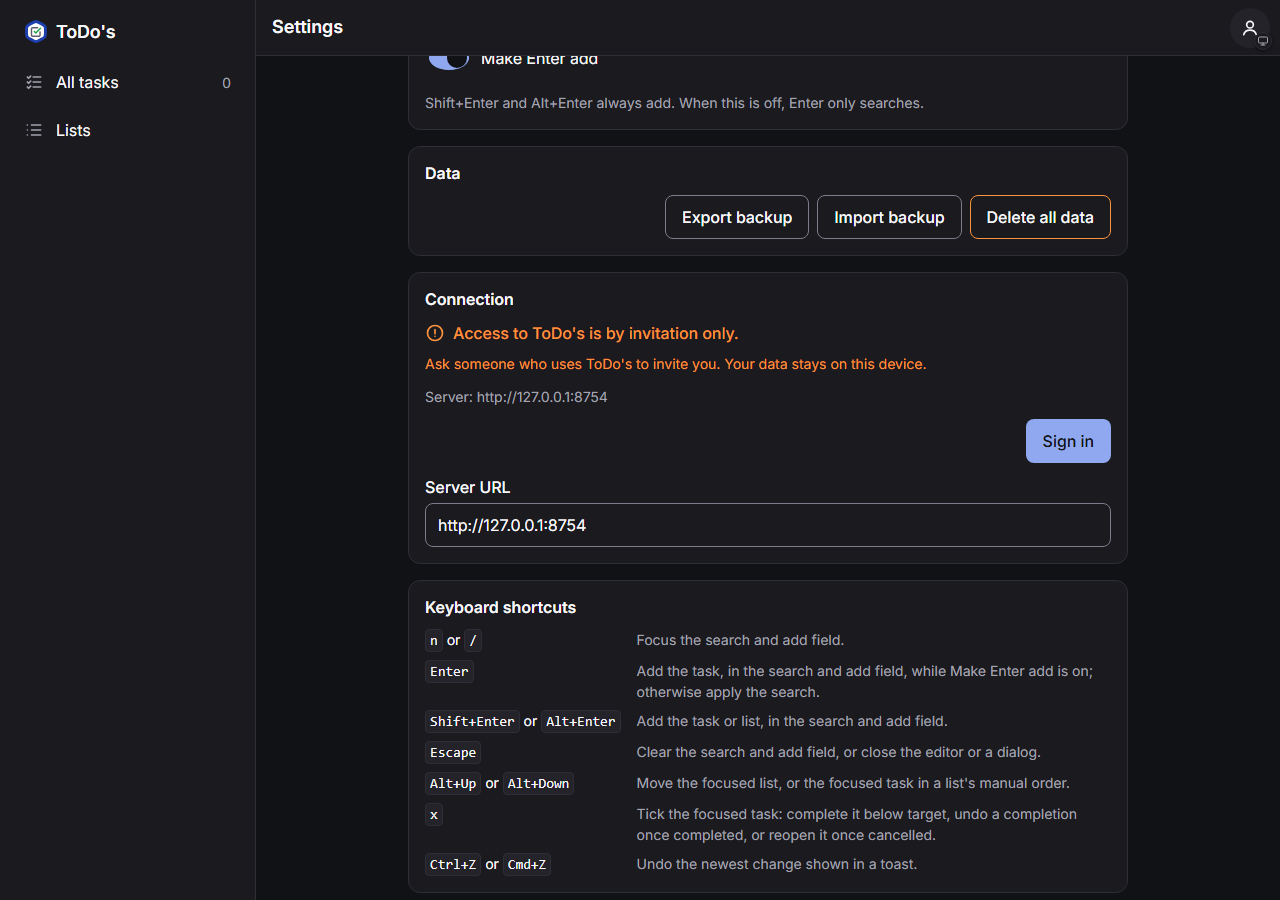 ToDo's
Settings
All tasks 0
Lists
Make Enter add
Shift+Enter and Alt+Enter always add. When this is off, Enter only searches.
Data
Export backup
Import backup
Delete all data
Connection
Access to ToDo's is by invitation only.
Ask someone who uses ToDo's to invite you. Your data stays on this device.
Server: http://127.0.0.1:8754
Sign in
Server URL
http://127.0.0.1:8754
Keyboard shortcuts
n or / Focus the search and add field.
Enter Add the task, in the search and add field, while Make Enter add is on;
otherwise apply the search.
Shift+Enter or Alt+Enter Add the task or list, in the search and add field.
Escape Clear the search and add field, or close the editor or a dialog.
Alt+Up or Alt+Down Move the focused list, or the focused task in a list's manual order.
x Tick the focused task: complete it below target, undo a completion
once completed, or reopen it once cancelled.
Ctrl+Z or Cmd+Z Undo the newest change shown in a toast.